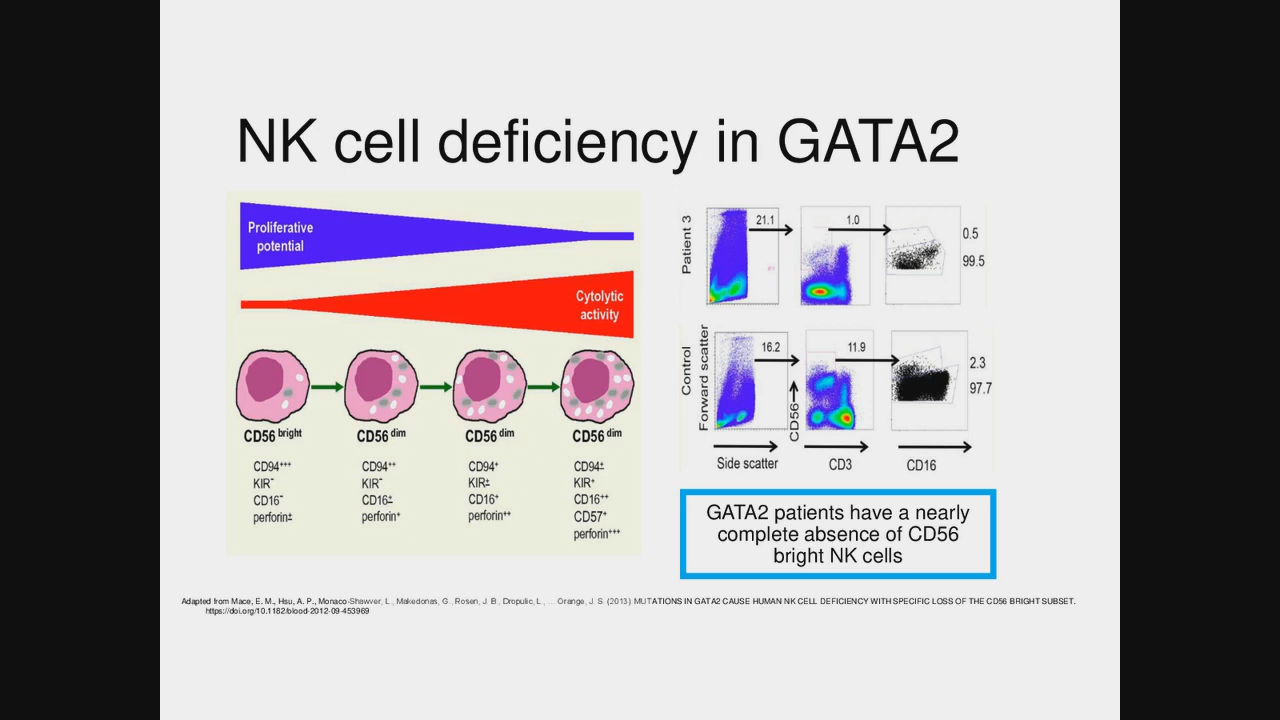 NK cell deficiency in GATA2
Proliferative
potential
Cytolytic
activity
CD56 bright
CD56 dim
CD56 dim
CD56 dim
CD94+++
KIR-
CD16-
perforin±
CD94++
KIR-
CD16±
perforin+
CD94+
KIR±
CD16+
perforin++
CD94±
KIR+
CD16++
CD57+
perforin+++
Patient 3
21.1
1.0
0.5
99.5
Control
Forward scatter
16.2
CD56
11.9
2.3
97.7
Side scatter
CD3
CD16
GATA2 patients have a nearly
complete absence of CD56
bright NK cells
Adapted from Mace, E. M., Hsu, A. P., Monaco-Shawver, L., Makedonas, G., Rosen, J. B., Dropulic, L., ... Orange, J. S. (2013). MUTATIONS IN GATA2 CAUSE HUMAN NK CELL DEFICIENCY WITH SPECIFIC LOSS OF THE CD56 BRIGHT SUBSET.
https://doi.org/10.1182/blood-2012-09-453969